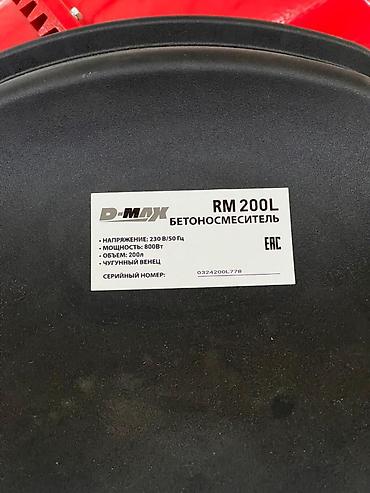 D-MAX
RM 200L
БЕТОНОСМЕСИТЕЛЬ
• НАПРЯЖЕНИЕ: 230 В/50 Гц
• МОЩНОСТЬ: 800Вт
• ОБЪЕМ: 200л
• ЧУГУННЫЙ ВЕНЕЦ
EAC
СЕРИЙНЫЙ НОМЕР: 0324200L778